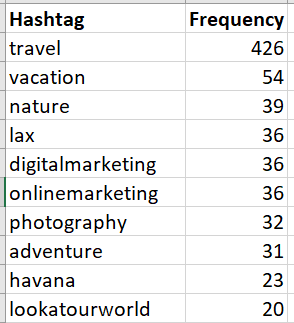 Hashtag Frequency
travel 426
vacation 54
nature 39
lax 36
digitalmarketing 36
onlinemarketing 36
photography 32
adventure 31
havana 23
lookatourworld 20